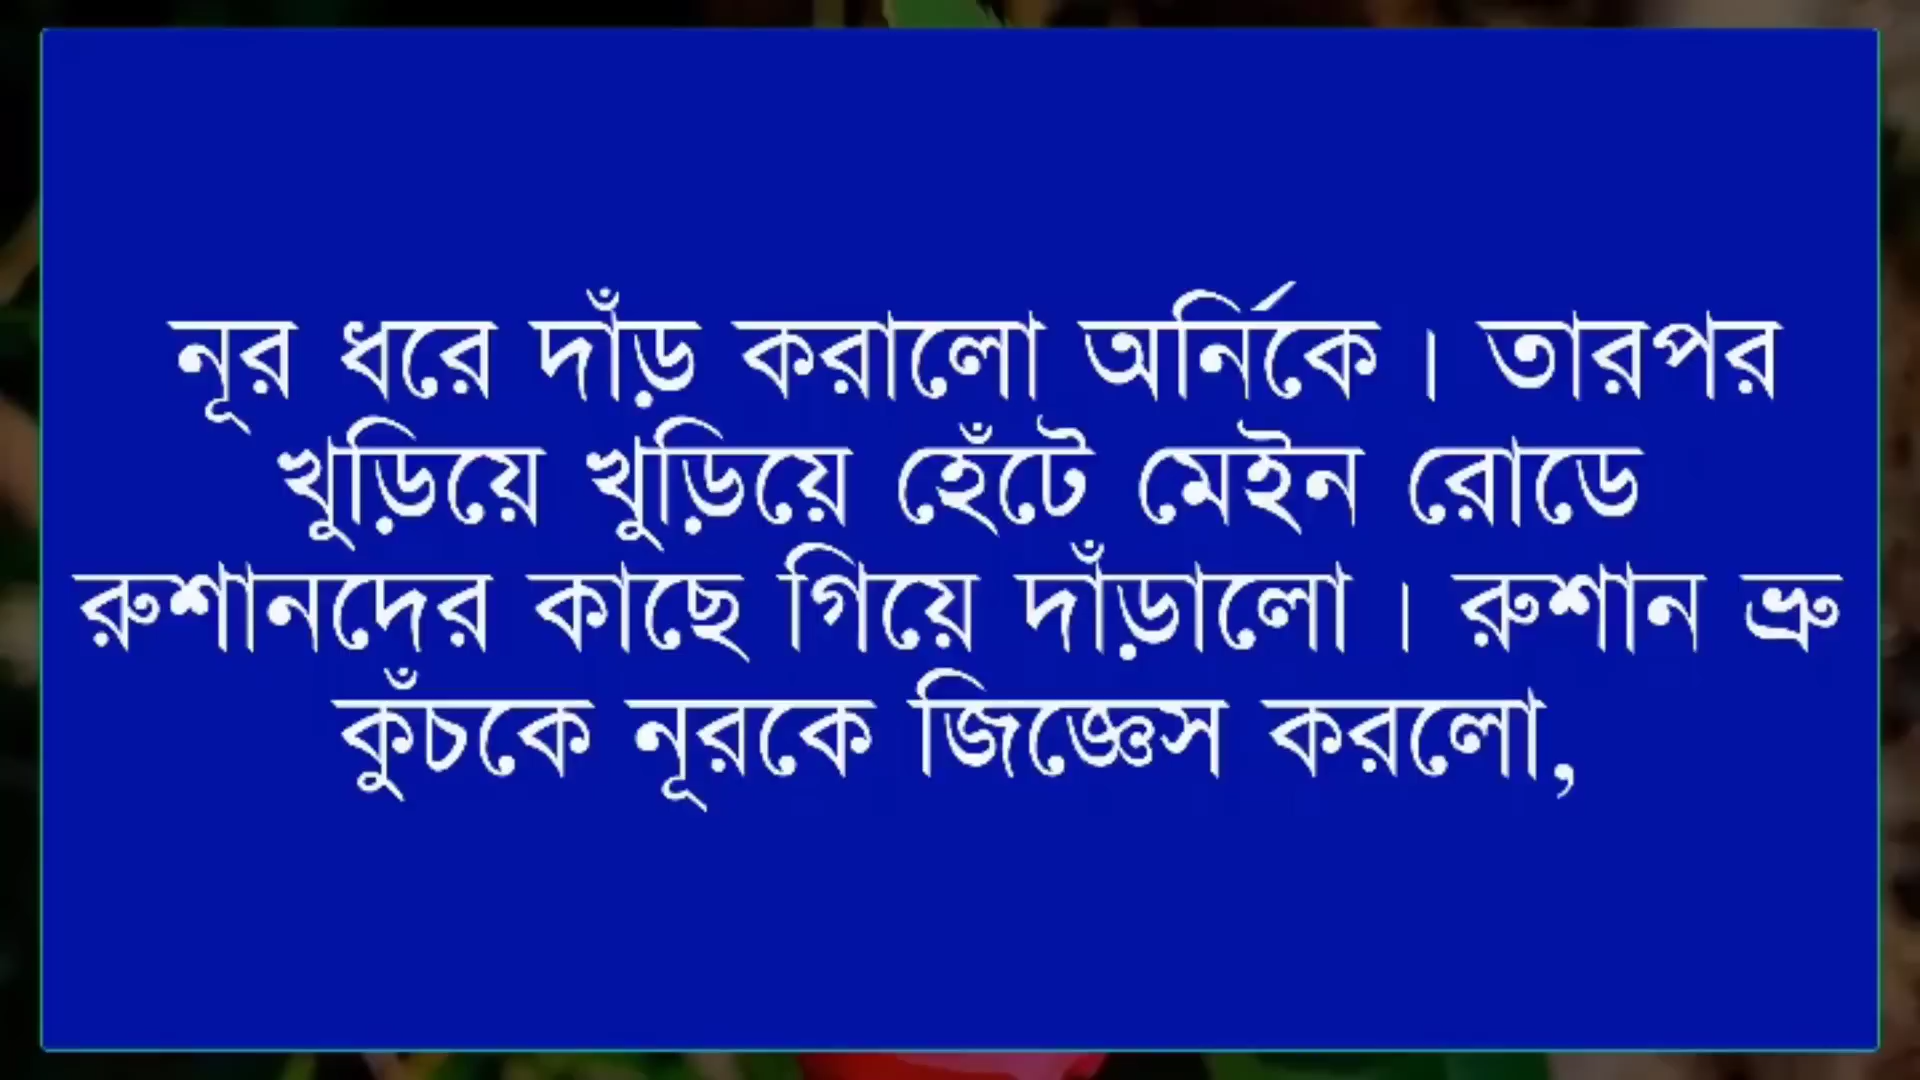 নূর ধরে দাঁড় করালো অর্নিকে। তারপর
খুড়িয়ে খুড়িয়ে হেঁটে মেইন রোডে
রুশানদের কাছে গিয়ে দাঁড়ালো। রুশান ভ্রু
কুঁচকে নূরকে জিজ্ঞেস করলো,